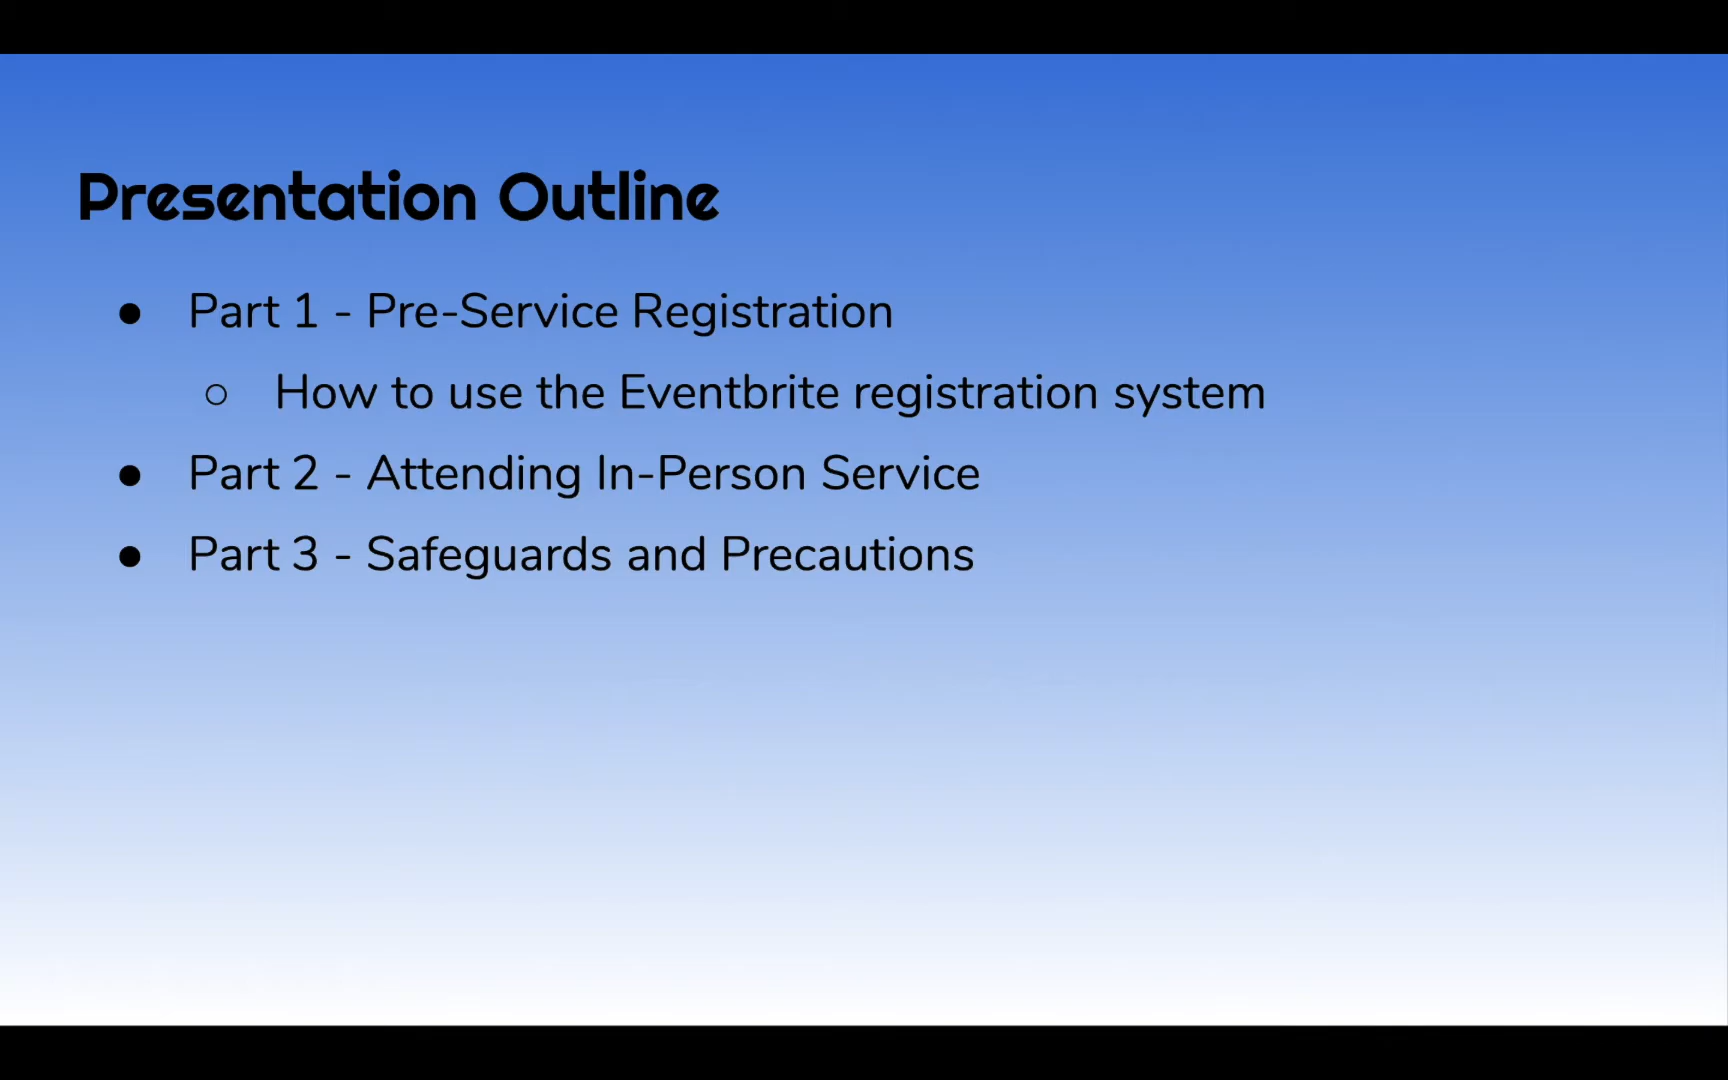 Presentation Outline
● Part 1 - Pre-Service Registration
○ How to use the Eventbrite registration system
● Part 2 - Attending In-Person Service
● Part 3 - Safeguards and Precautions